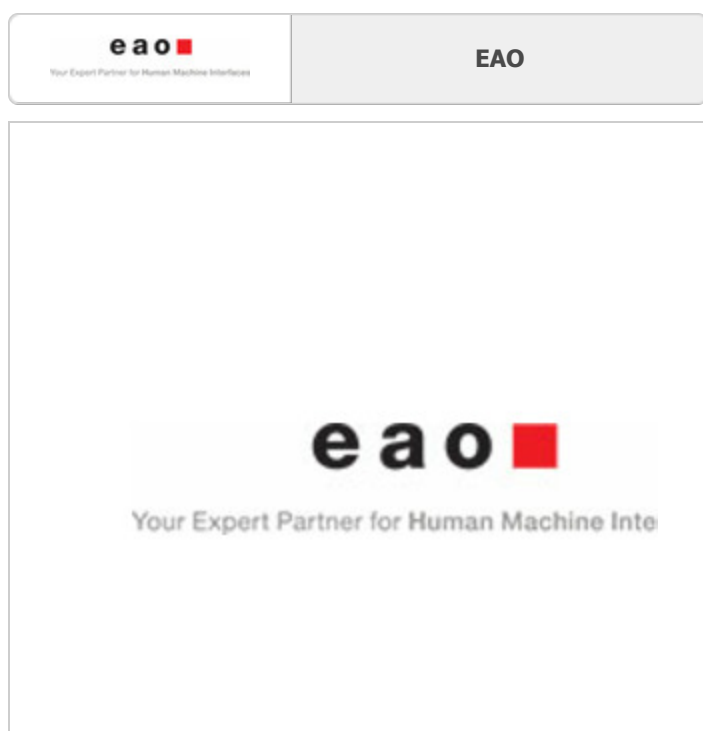 eao
Your Expert Partner for Human Machine Interfaces
EAO
eao
Your Expert Partner for Human Machine Inte